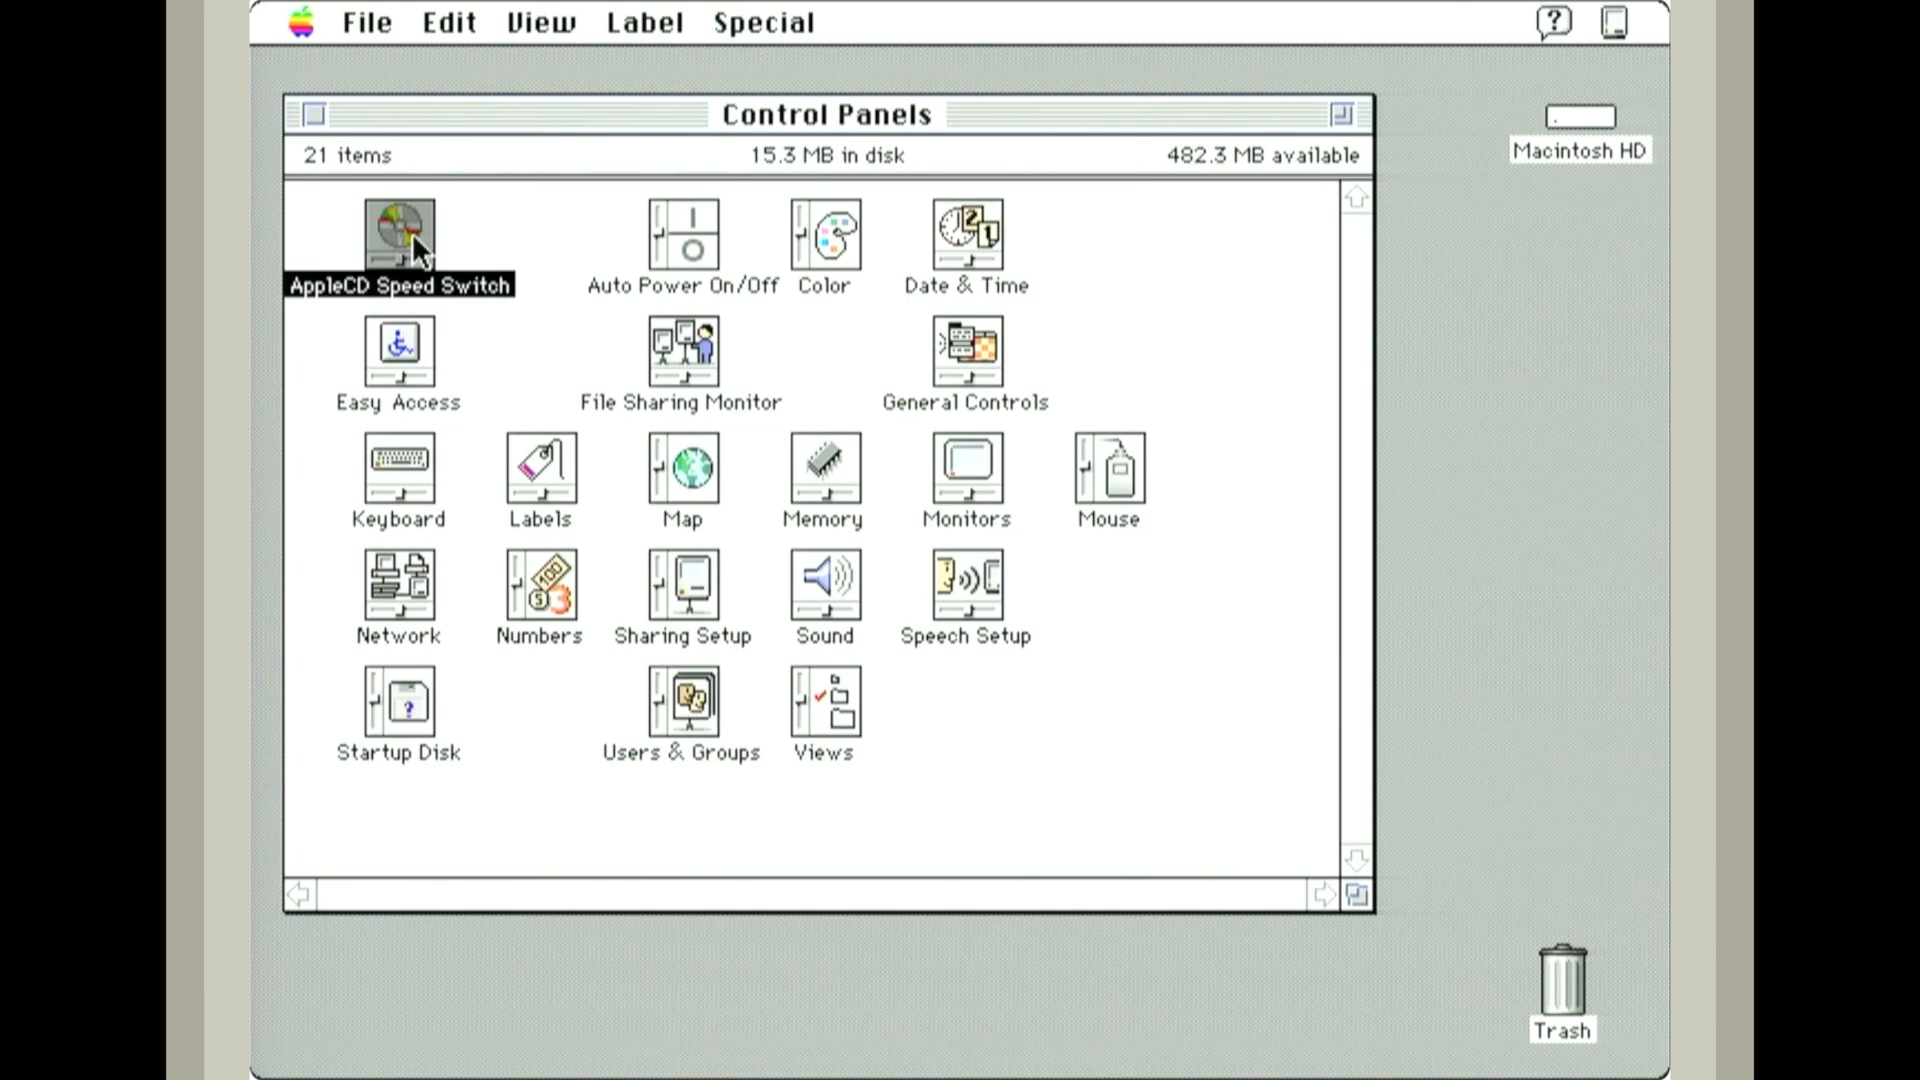 File Edit View Label Special
Control Panels
21 items 15.3 MB in disk 482.3 MB available
Macintosh HD
AppleCD Speed Switch Auto Power On/Off Color Date & Time
Easy Access File Sharing Monitor General Controls
Keyboard Labels Map Memory Monitors Mouse
Network Numbers Sharing Setup Sound Speech Setup
Startup Disk Users & Groups Views
Trash